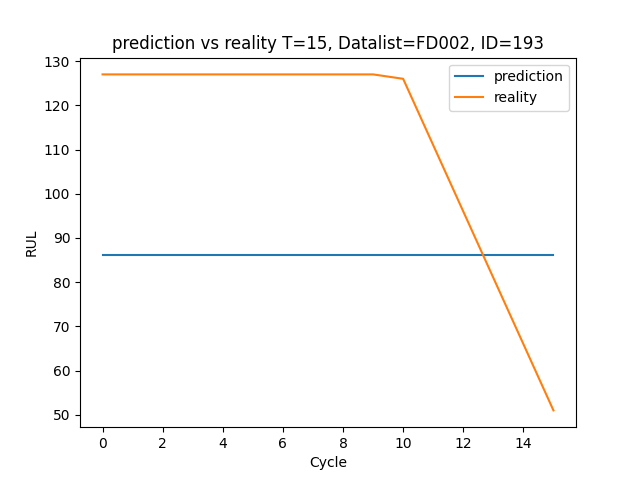 prediction vs reality T=15, Datalist=FD002, ID=193
130
120
110
100
90
80
70
60
50
RUL
prediction
reality
0 2 4 6 8 10 12 14
Cycle